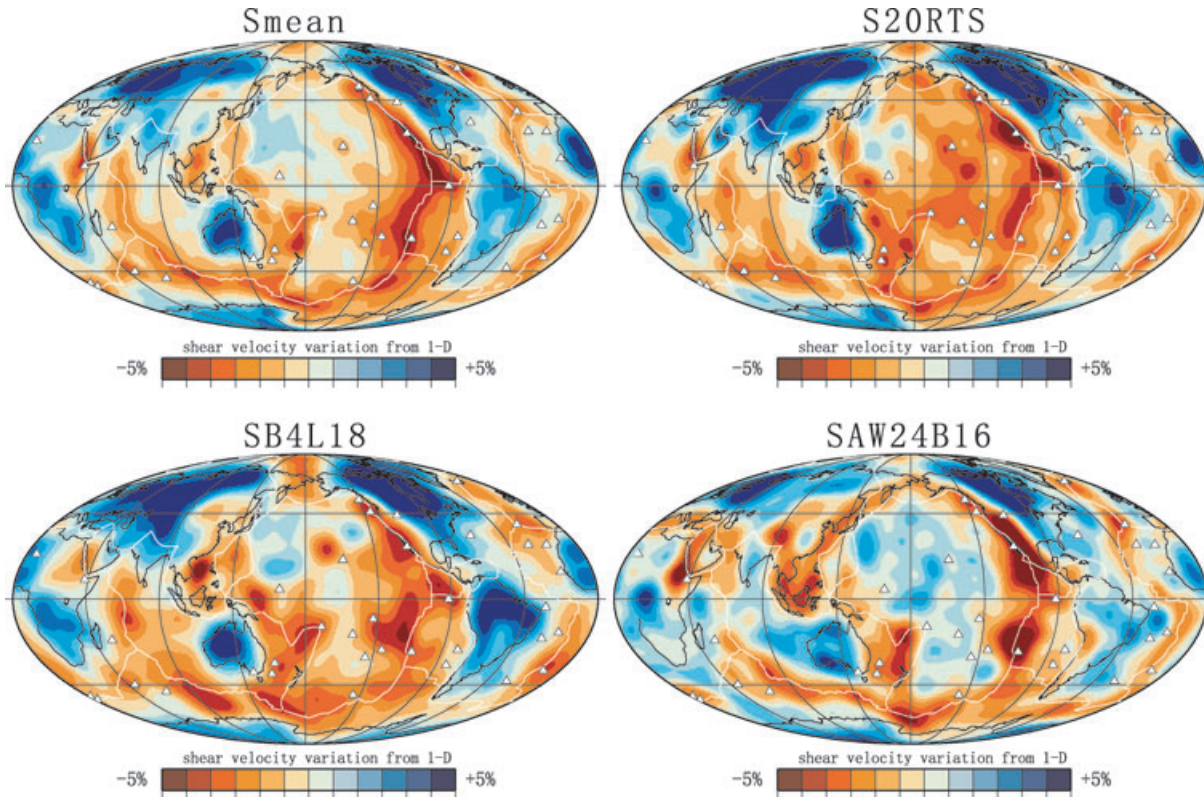 Smean
S20RTS
shear velocity variation from 1-D
-5%
+5%
shear velocity variation from 1-D
-5%
+5%
SB4L18
SAW24B16
shear velocity variation from 1-D
-5%
+5%
shear velocity variation from 1-D
-5%
+5%